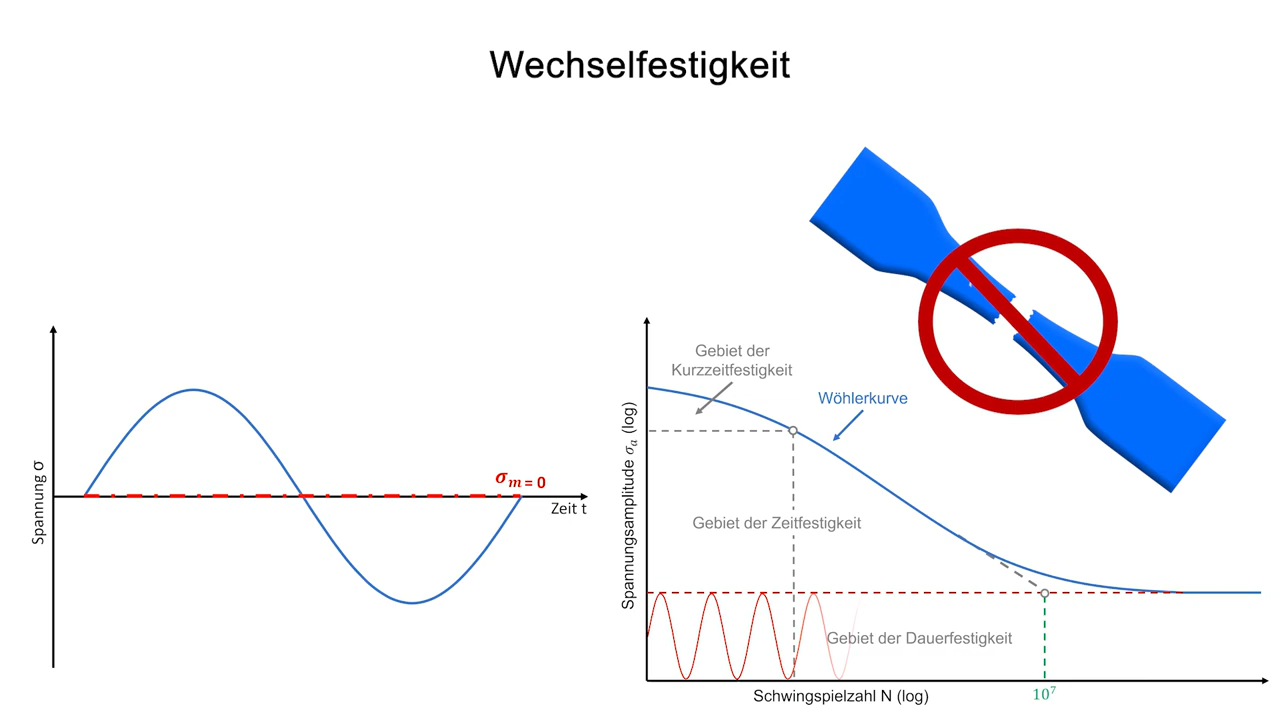 Wechselfestigkeit
Spannung σ
σm = 0
Zeit t
Gebiet der
Kurzzeitfestigkeit
Wöhlerkurve
Spannungsamplitude σa (log)
Gebiet der Zeitfestigkeit
Gebiet der Dauerfestigkeit
Schwingspielzahl N (log)
10⁷